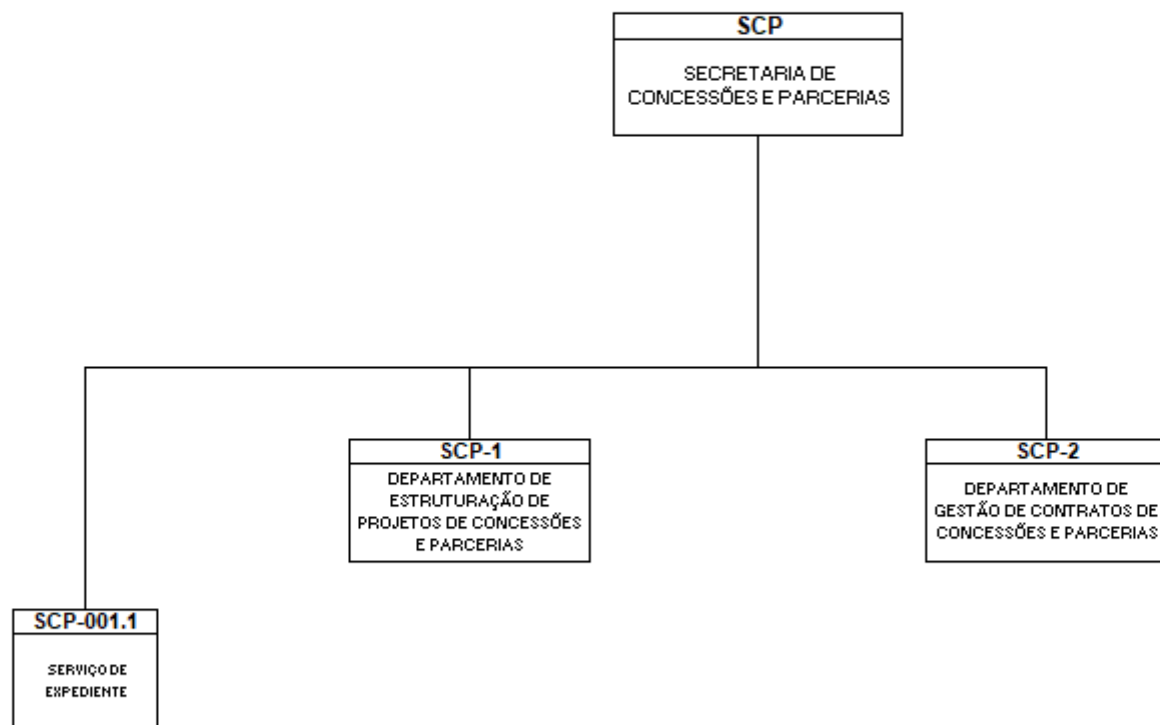 SCP
SECRETARIA DE
CONCESSÕES E PARCERIAS
SCP-1
DEPARTAMENTO DE
ESTRUTURAÇÃO DE
PROJETOS DE CONCESSÕES
E PARCERIAS
SCP-2
DEPARTAMENTO DE
GESTÃO DE CONTRATOS DE
CONCESSÕES E PARCERIAS
SCP-001.1
SERVIÇO DE
EXPEDIENTE